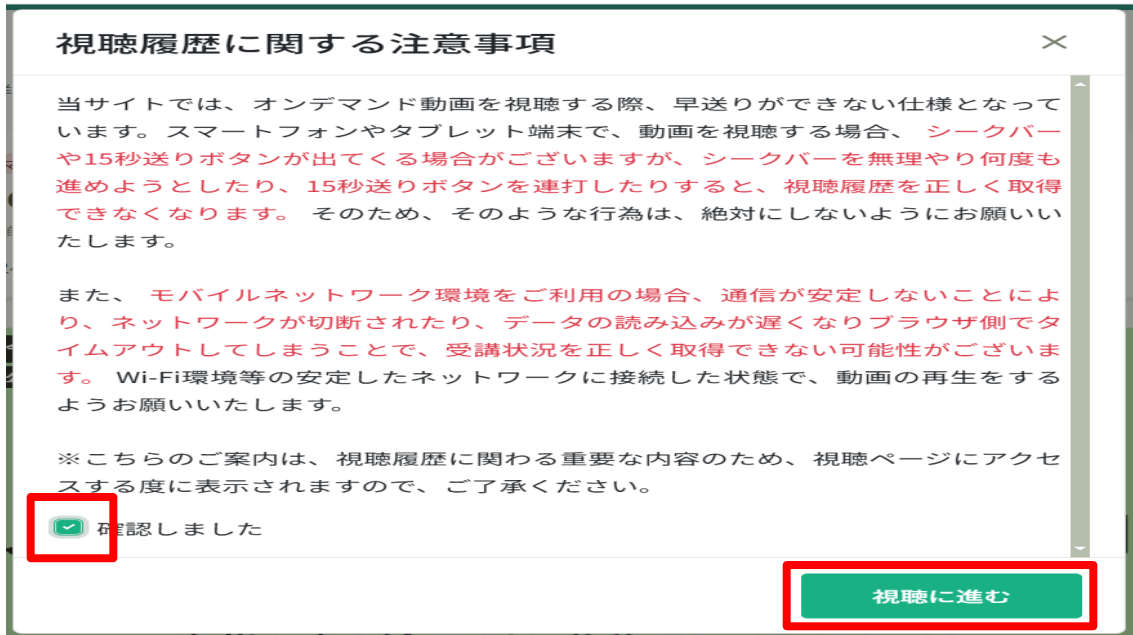 視聴履歴に関する注意事項
当サイトでは、オンデマンド動画を視聴する際、早送りができない仕様となって
います。スマートフォンやタブレット端末で、動画を視聴する場合、 シークバー
や15秒送りボタンが出てくる場合がございますが、シークバーを無理やり何度も
進めようとしたり、15秒送りボタンを連打したりすると、視聴履歴を正しく取得
できなくなります。 そのため、そのような行為は、絶対にしないようにお願いい
たします。
また、 モバイルネットワーク環境をご利用の場合、通信が安定しないことによ
り、ネットワークが切断されたり、データの読み込みが遅くなりブラウザ側でタ
イムアウトしてしまうことで、受講状況を正しく取得できない可能性がございま
す。 Wi-Fi環境等の安定したネットワークに接続した状態で、動画の再生をする
ようお願いいたします。
※こちらのご案内は、視聴履歴に関わる重要な内容のため、視聴ページにアクセ
スする度に表示されますので、ご了承ください。
確認しました
視聴に進む